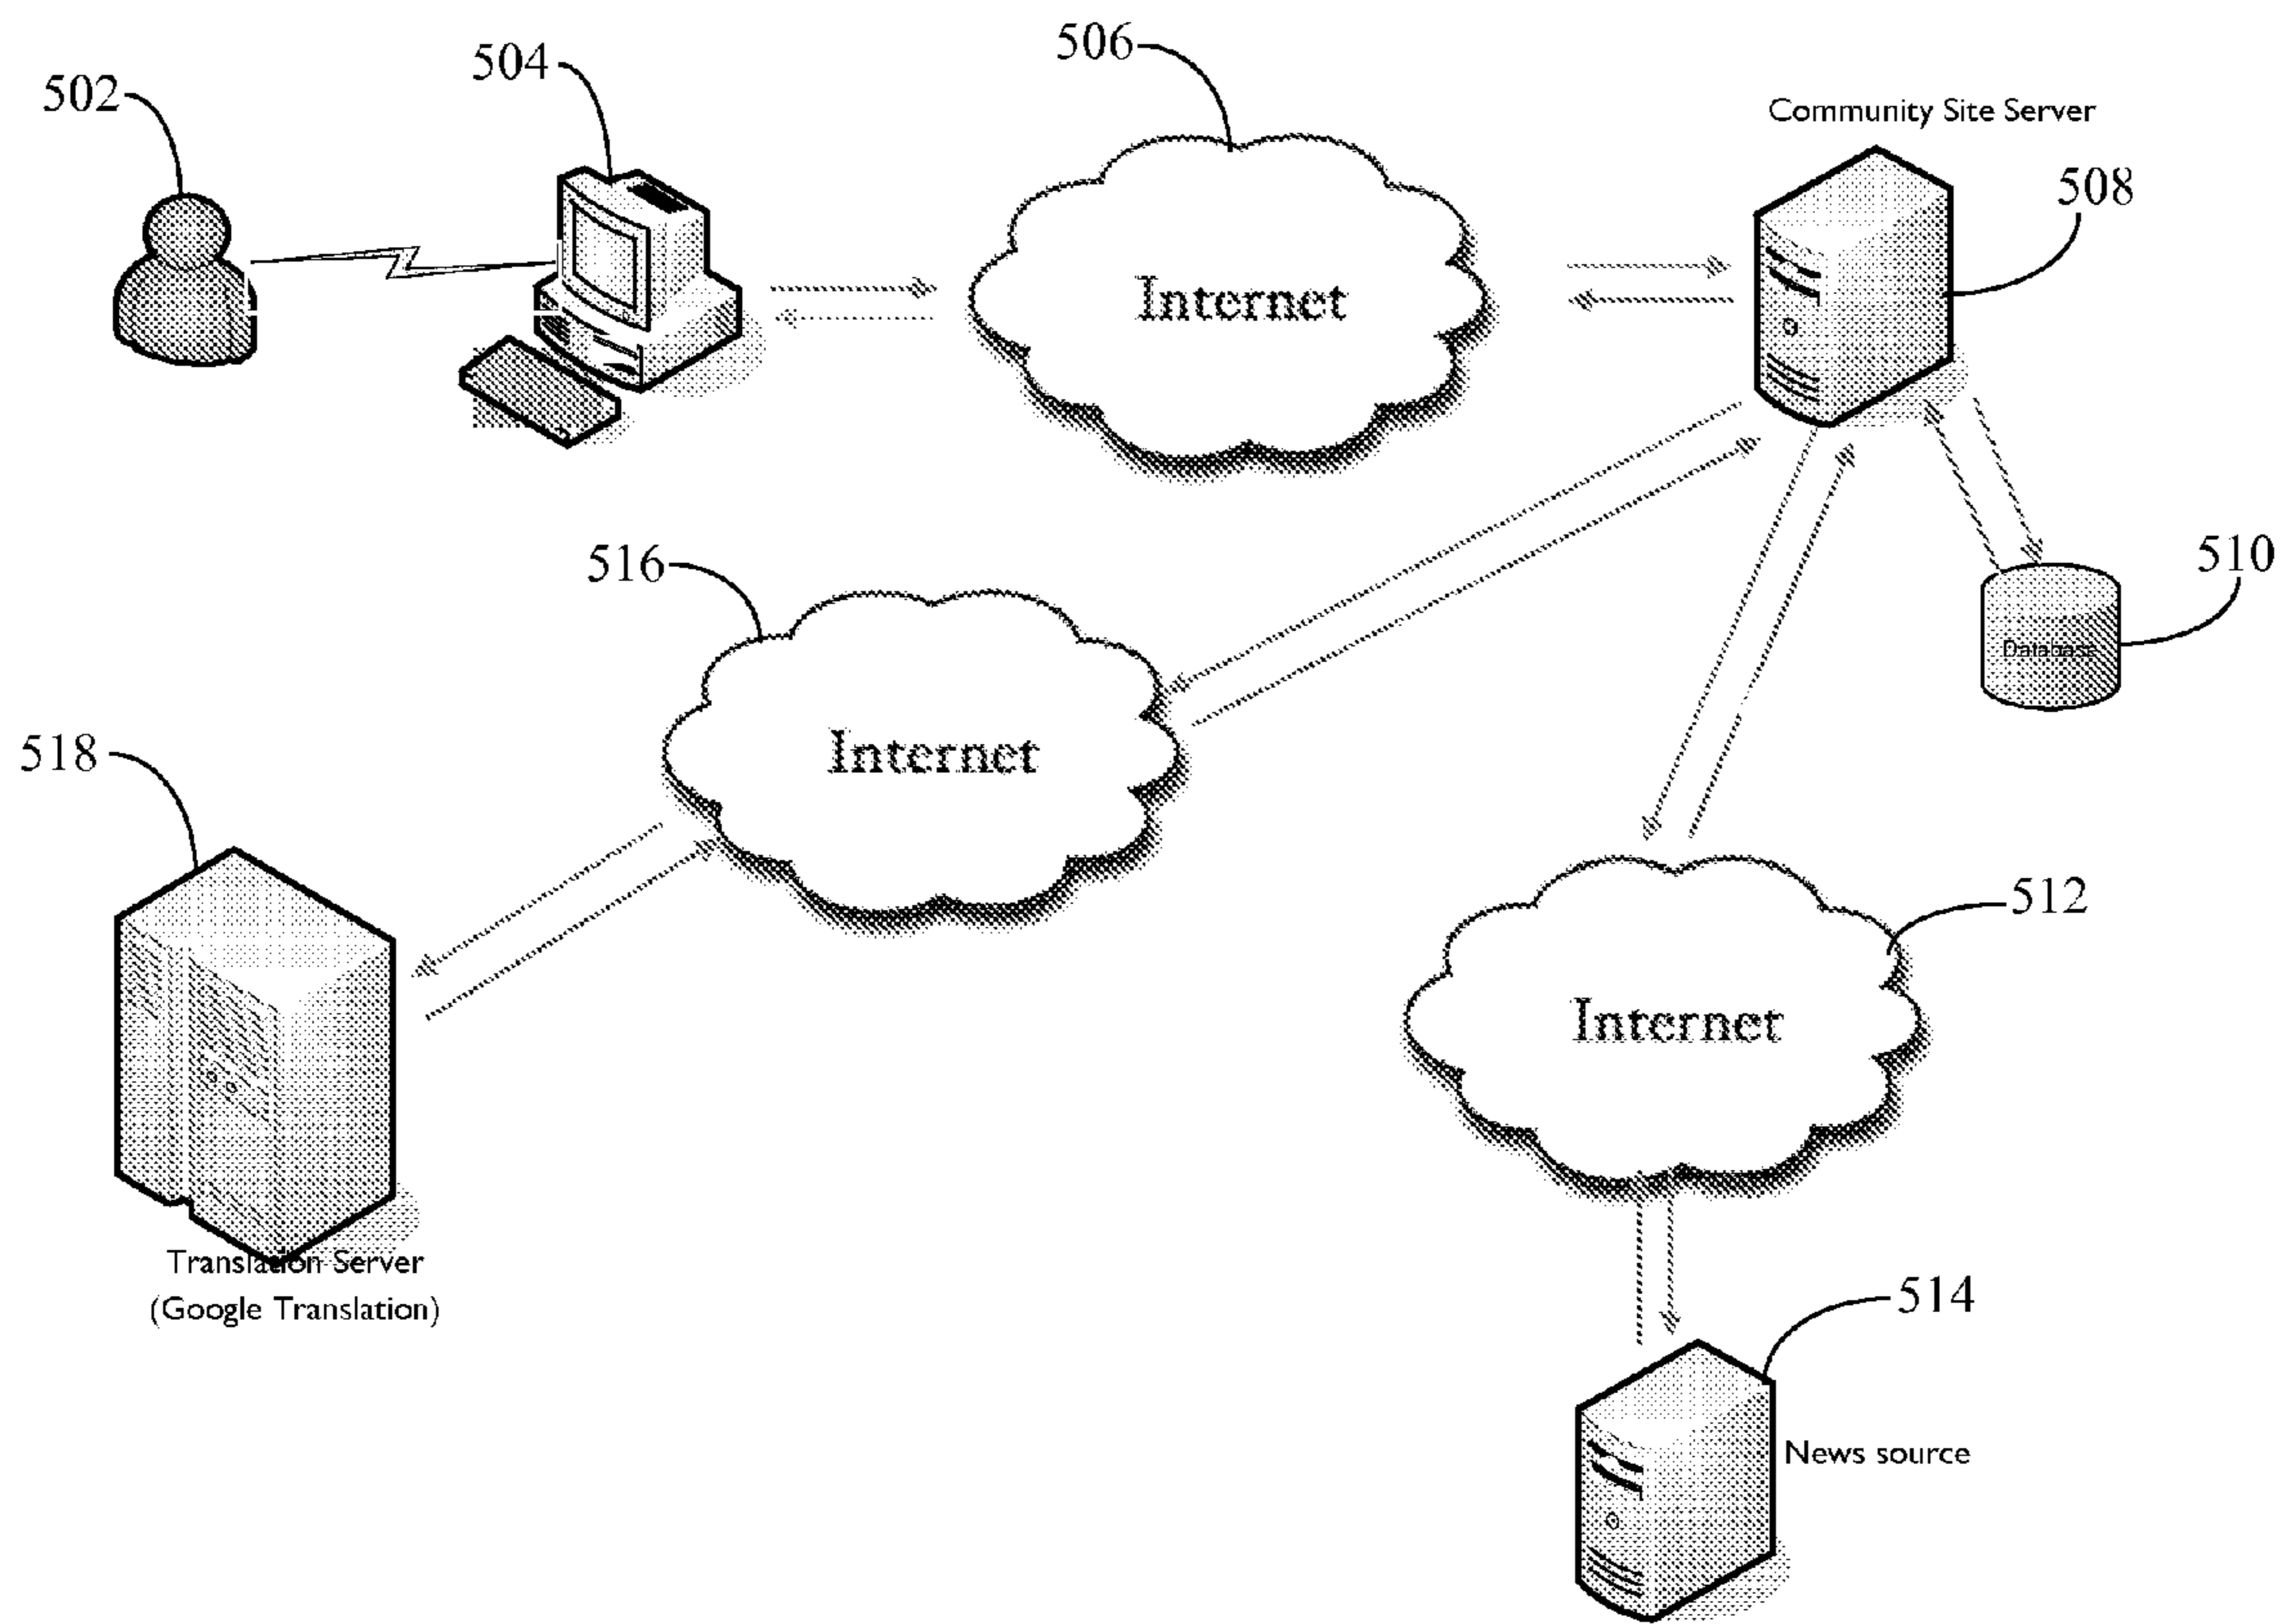 502
504
506
Community Site Server
508
Internet
516
510
Database
Internet
518
512
Internet
Translation Server
(Google Translation)
514
News source